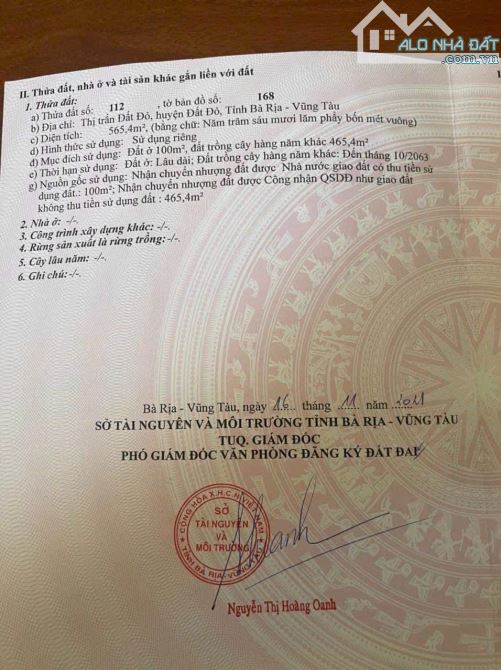 ALO NHÀ ĐẤT
.com.vn
II. Thửa đất, nhà ở và tài sản khác gắn liền với đất
1. Thửa đất:
a) Thửa đất số: 112 , tờ bản đồ số: 168
b) Địa chỉ: Thị trấn Đất Đỏ, huyện Đất Đỏ, Tỉnh Bà Rịa - Vũng Tàu
c) Diện tích: 565,4m², (bằng chữ: Năm trăm sáu mươi lăm phẩy bốn mét vuông)
d) Hình thức sử dụng: Sử dụng riêng
đ) Mục đích sử dụng: Đất ở 100m², đất trồng cây hàng năm khác 465,4m²
e) Thời hạn sử dụng: Đất ở: Lâu dài; Đất trồng cây hàng năm khác: Đến tháng 10/2063
g) Nguồn gốc sử dụng: Nhận chuyển nhượng đất được Nhà nước giao đất có thu tiền sử
dụng đất.: 100m²; Nhận chuyển nhượng đất được Công nhận QSDĐ như giao đất
không thu tiền sử dụng đất : 465,4m²
2. Nhà ở: -/-.
3. Công trình xây dựng khác: -/-.
4. Rừng sản xuất là rừng trồng: -/-.
5. Cây lâu năm: -/-.
6. Ghi chú: -/-.
Bà Rịa - Vũng Tàu, ngày 16 tháng 11 năm 2021
SỞ TÀI NGUYÊN VÀ MÔI TRƯỜNG TỈNH BÀ RỊA - VŨNG TÀU
TUQ. GIÁM ĐỐC
PHÓ GIÁM ĐỐC VĂN PHÒNG ĐĂNG KÝ ĐẤT ĐAI
CỘNG HÒA X.H.C.N VIỆT NAM
SỞ
TÀI NGUYÊN
VÀ
MÔI TRƯỜNG
TỈNH BÀ RỊA - VŨNG TÀU
Nguyễn Thị Hoàng Oanh